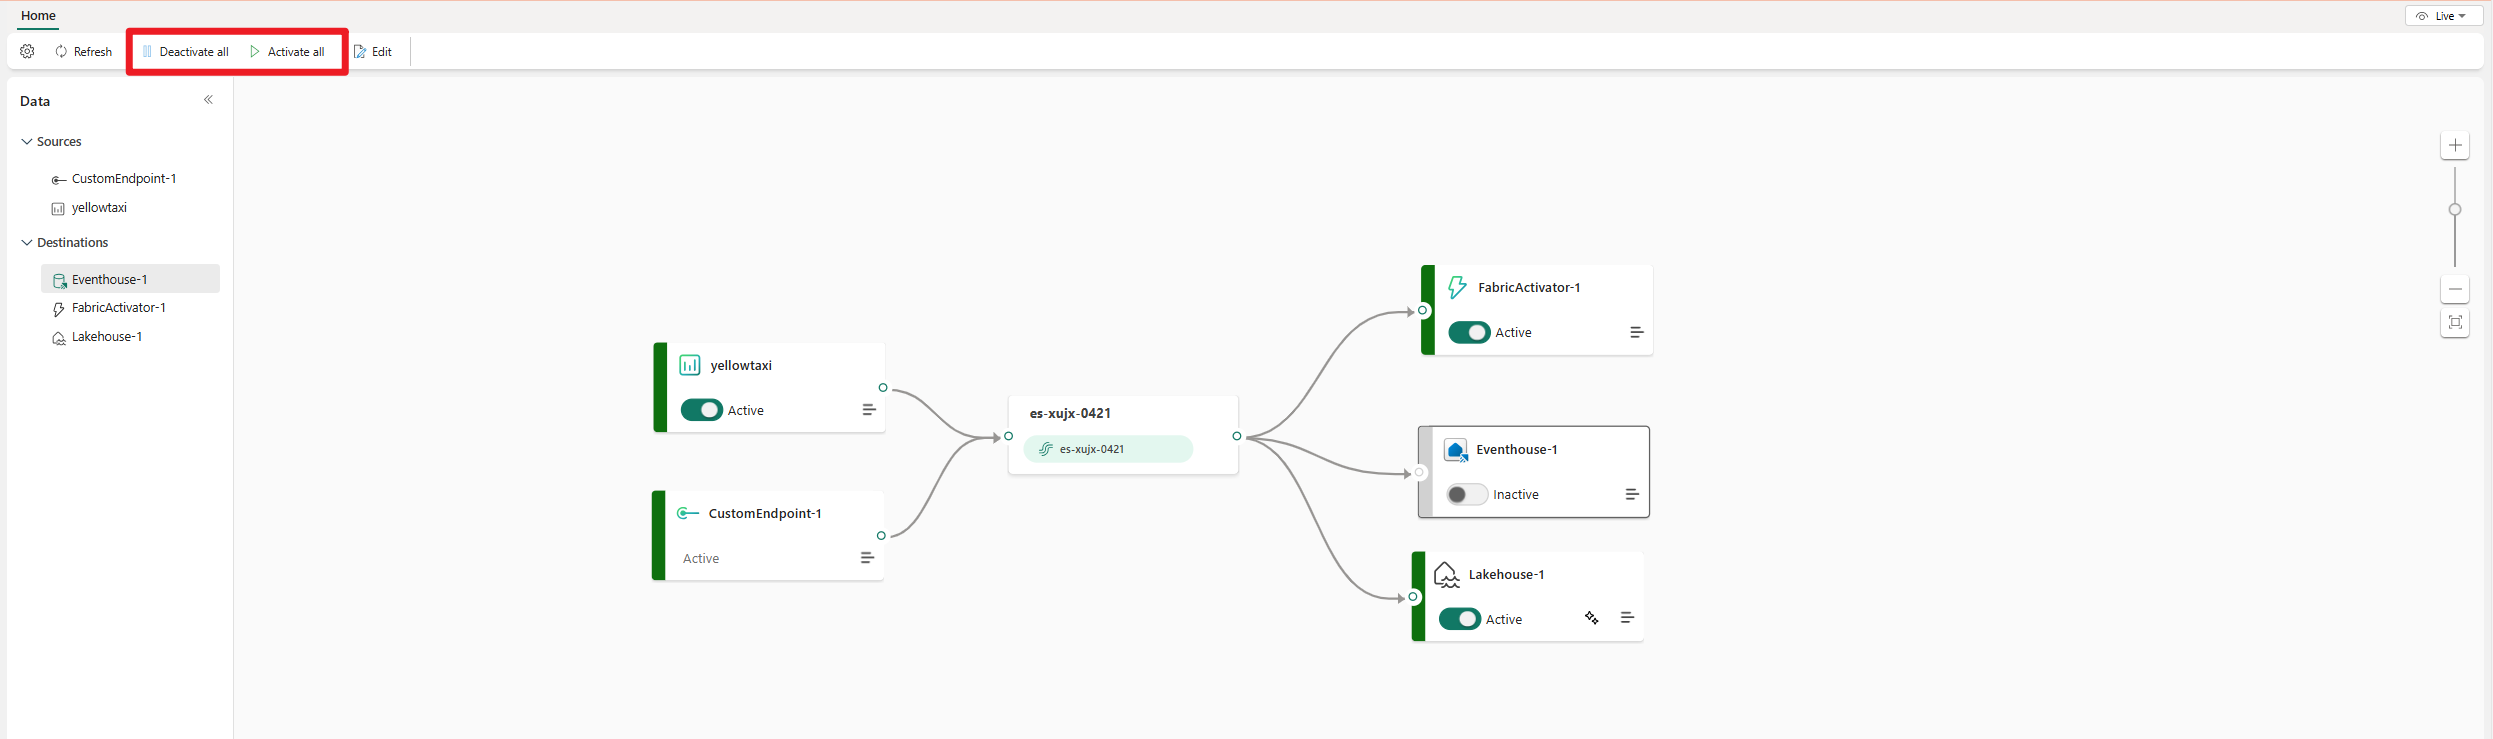 Home
Live
Refresh
Deactivate all
Activate all
Edit
Data
Sources
CustomEndpoint-1
yellowtaxi
Destinations
Eventhouse-1
FabricActivator-1
Lakehouse-1
yellowtaxi
Active
CustomEndpoint-1
Active
es-xujx-0421
es-xujx-0421
FabricActivator-1
Active
Eventhouse-1
Inactive
Lakehouse-1
Active